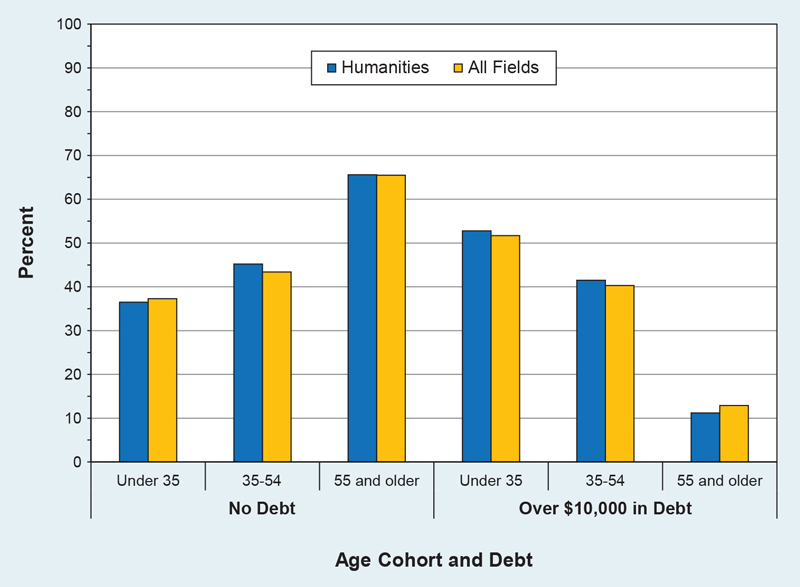 100
90
80
70
60
50
40
30
20
10
0
Percent
Humanities All Fields
Under 35 35-54 55 and older Under 35 35-54 55 and older
No Debt Over $10,000 in Debt
Age Cohort and Debt